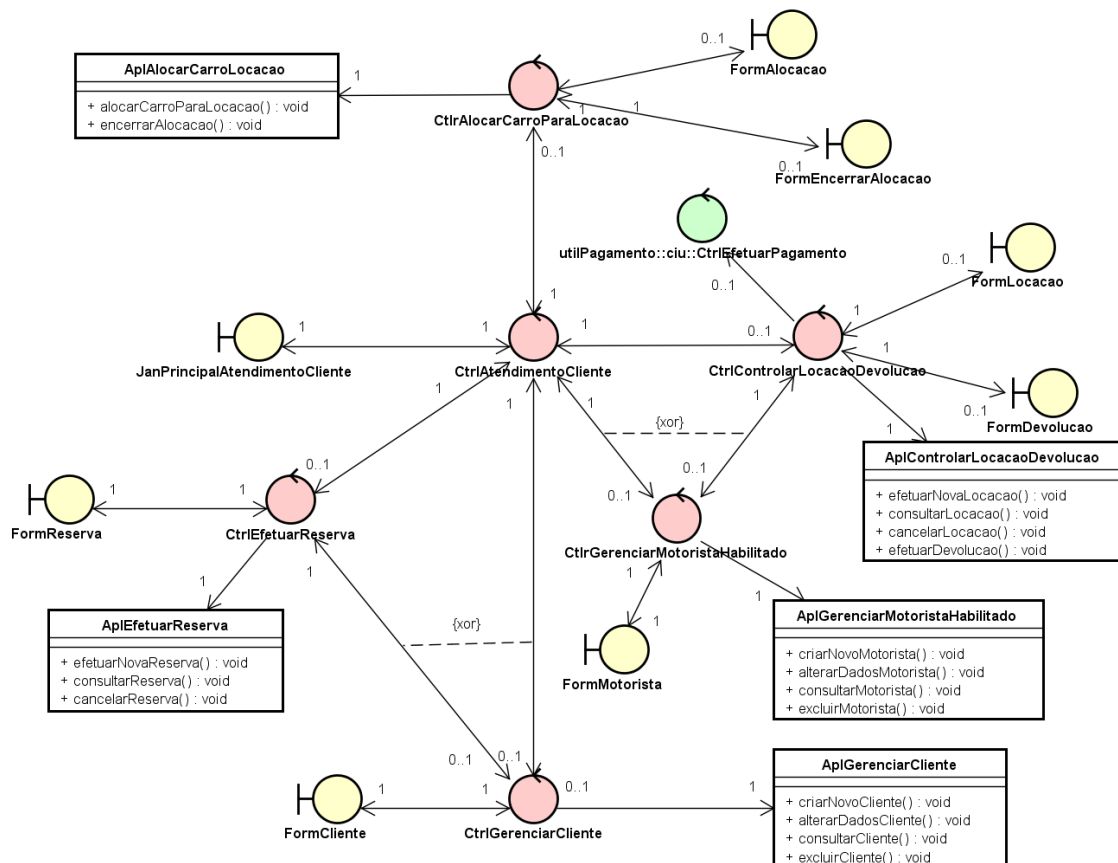 0..1
FormAlocacao
AplAlocarCarroLocacao
+ alocarCarroParaLocacao() : void
+ encerrarAlocacao() : void
1
1
1
CtlrAlocarCarroParaLocacao
0..1
0..1
FormEncerrarAlocacao
utilPagamento::ciu::CtrlEfetuarPagamento
0..1
0..1
FormLocacao
1
1
1
1
0..1
1
JanPrincipalAtendimentoCliente
CtrlAtendimentoCliente
CtrlControlarLocacaoDevolucao
1
1
1
1
1
0..1
FormDevolucao
{xor}
1
AplControlarLocacaoDevolucao
+ efetuarNovaLocacao() : void
+ consultarLocacao() : void
+ cancelarLocacao() : void
+ efetuarDevolucao() : void
0..1
0..1
0..1
1
1
FormReserva
CtrlEfetuarReserva
CtlrGerenciarMotoristaHabilitado
1
1
1
1
1
FormMotorista
AplEfetuarReserva
+ efetuarNovaReserva() : void
+ consultarReserva() : void
+ cancelarReserva() : void
{xor}
AplGerenciarMotoristaHabilitado
+ criarNovoMotorista() : void
+ alterarDadosMotorista() : void
+ consultarMotorista() : void
+ excluirMotorista() : void
0..1
0..1
1
1
0..1
1
FormCliente
CtrlGerenciarCliente
AplGerenciarCliente
+ criarNovoCliente() : void
+ alterarDadosCliente() : void
+ consultarCliente() : void
+ excluirCliente() : void